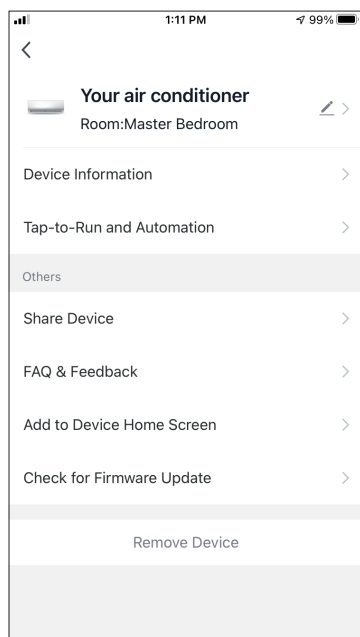 1:11 PM
99%
Your air conditioner
Room:Master Bedroom
Device Information
Tap-to-Run and Automation
Others
Share Device
FAQ & Feedback
Add to Device Home Screen
Check for Firmware Update
Remove Device